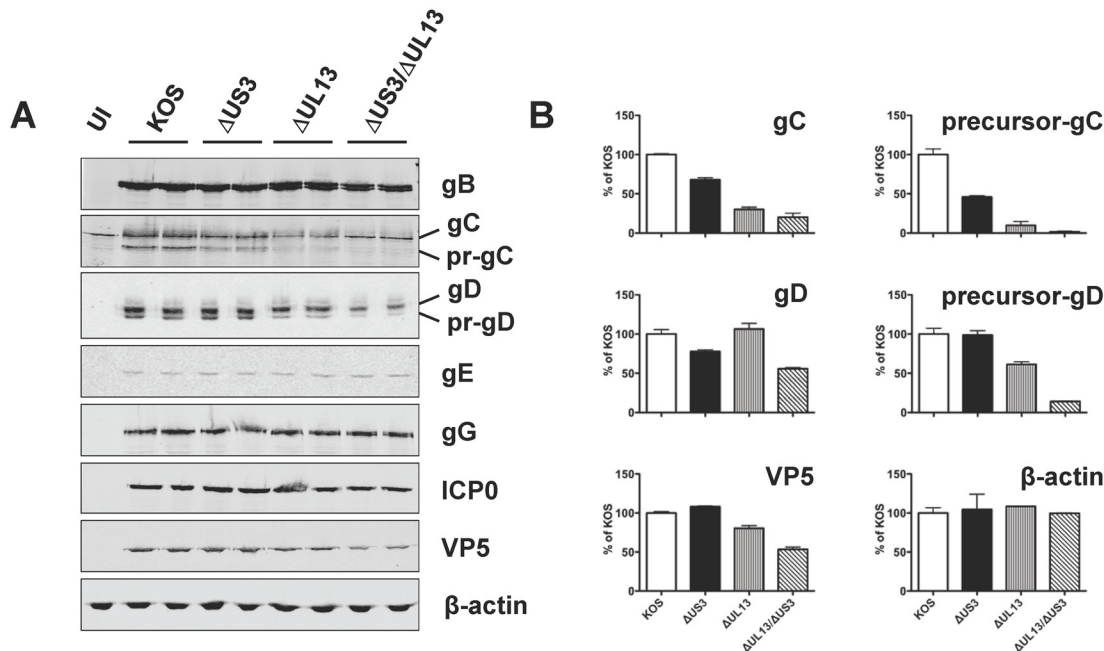 A
UI
KOS
ΔUS3
ΔUL13
ΔUS3/ΔUL13
gB
gC
pr-gC
gD
pr-gD
gE
gG
ICP0
VP5
β-actin
B
gC
% of KOS
150
100
50
0
precursor-gC
% of KOS
150
100
50
0
gD
% of KOS
150
100
50
0
precursor-gD
% of KOS
150
100
50
0
VP5
% of KOS
150
100
50
0
KOS
ΔUS3
ΔUL13
ΔUL13/ΔUS3
β-actin
% of KOS
150
100
50
0
KOS
ΔUS3
ΔUL13
ΔUL13/ΔUS3